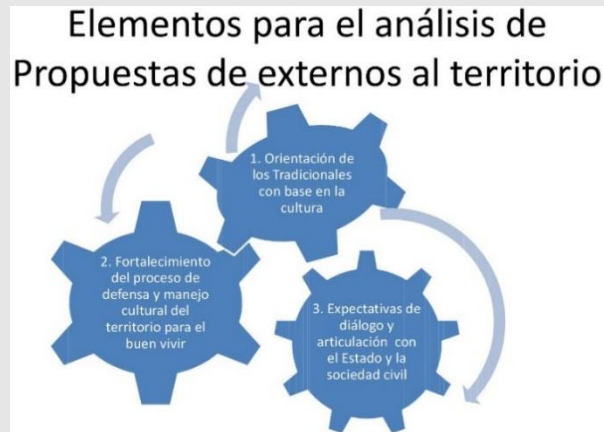 Elementos para el análisis de
Propuestas de externos al territorio
1. Orientación de
los Tradicionales
con base en la
cultura
2. Fortalecimiento
del proceso de
defensa y manejo
cultural del
territorio para el
buen vivir
3. Expectativas de
diálogo y
articulación con
el Estado y la
sociedad civil